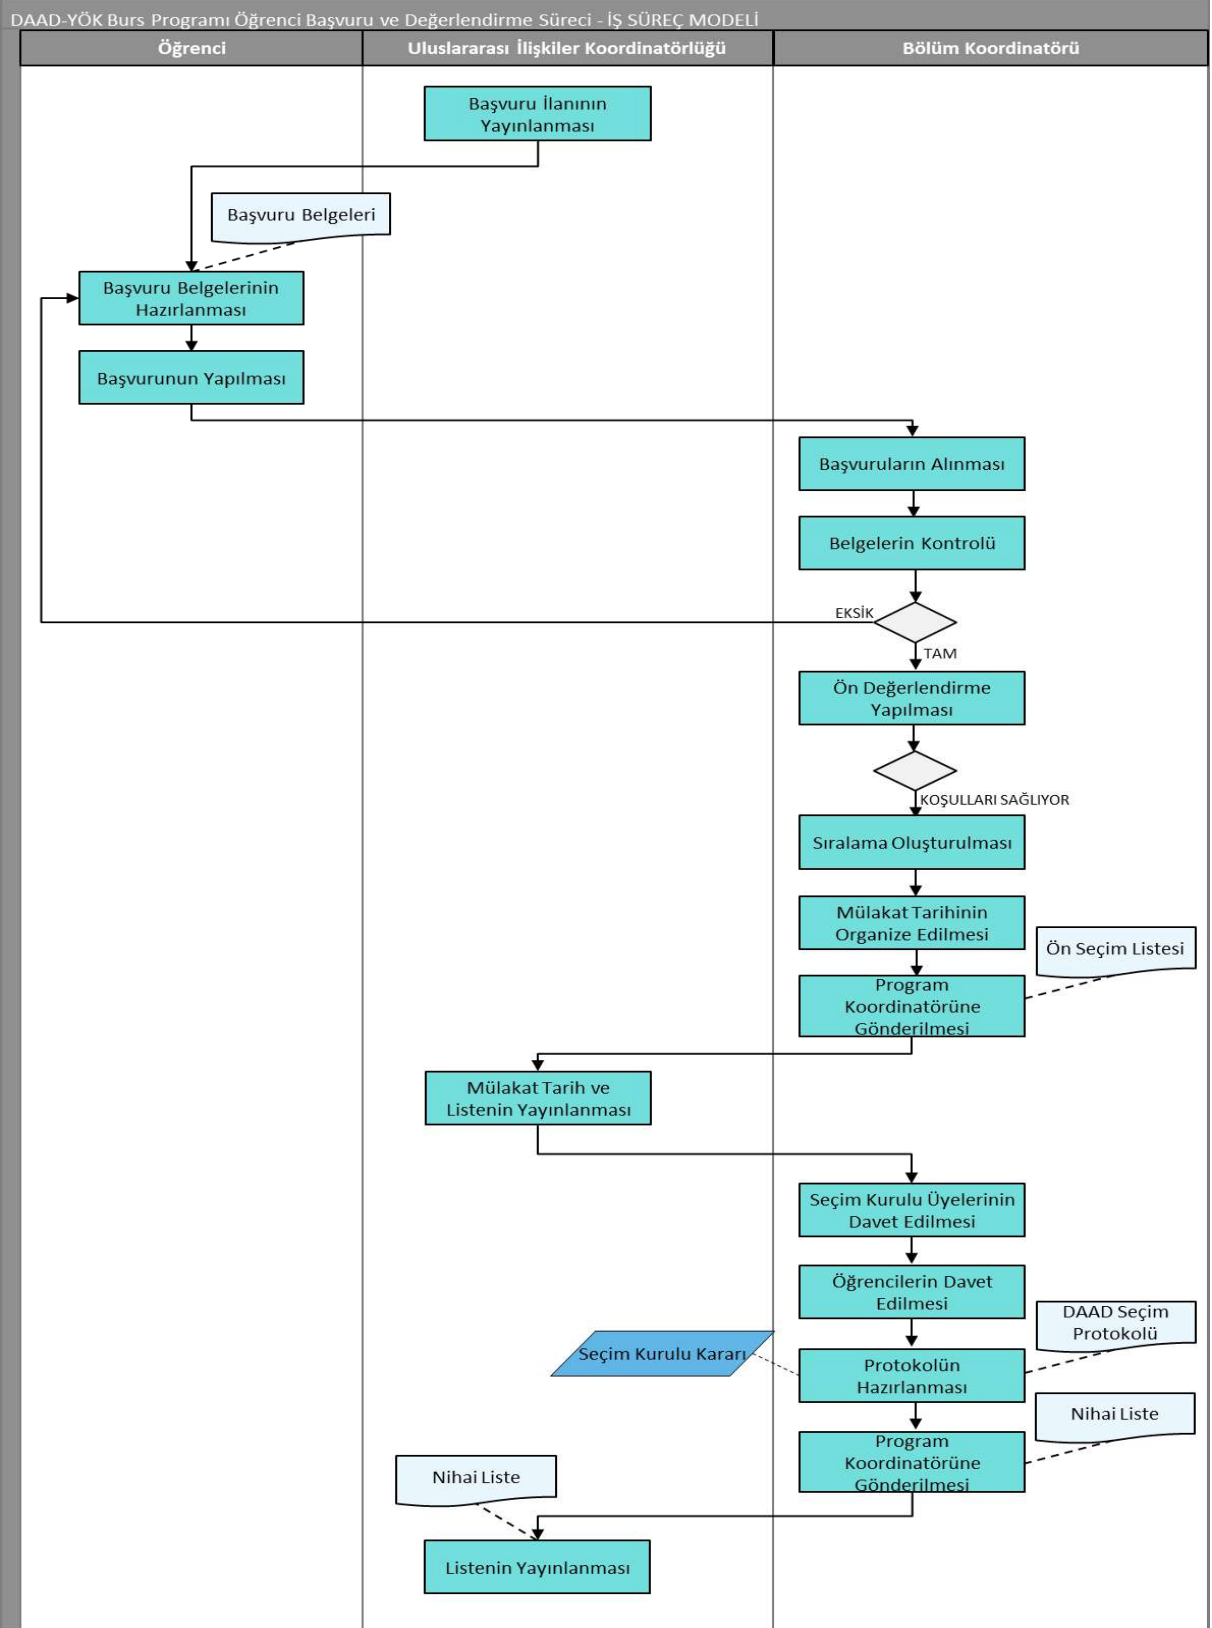 DAAD-YÖK Burs Programı Öğrenci Başvuru ve Değerlendirme Süreci - İŞ SÜREÇ MODELİ
Öğrenci
Uluslararası İlişkiler Koordinatörlüğü
Bölüm Koordinatörü
Başvuru İlanının
Yayınlanması
Başvuru Belgeleri
Başvuru Belgelerinin
Hazırlanması
Başvurunun Yapılması
Başvuruların Alınması
Belgelerin Kontrolü
EKSİK
TAM
Ön Değerlendirme
Yapılması
KOŞULLARI SAĞLIYOR
Sıralama Oluşturulması
Mülakat Tarihinin
Organize Edilmesi
Ön Seçim Listesi
Program
Koordinatörüne
Gönderilmesi
Mülakat Tarih ve
Listenin Yayınlanması
Seçim Kurulu Üyelerinin
Davet Edilmesi
Öğrencilerin Davet
Edilmesi
DAAD Seçim
Protokolü
Seçim Kurulu Kararı
Protokolün
Hazırlanması
Nihai Liste
Program
Koordinatörüne
Gönderilmesi
Nihai Liste
Listenin Yayınlanması